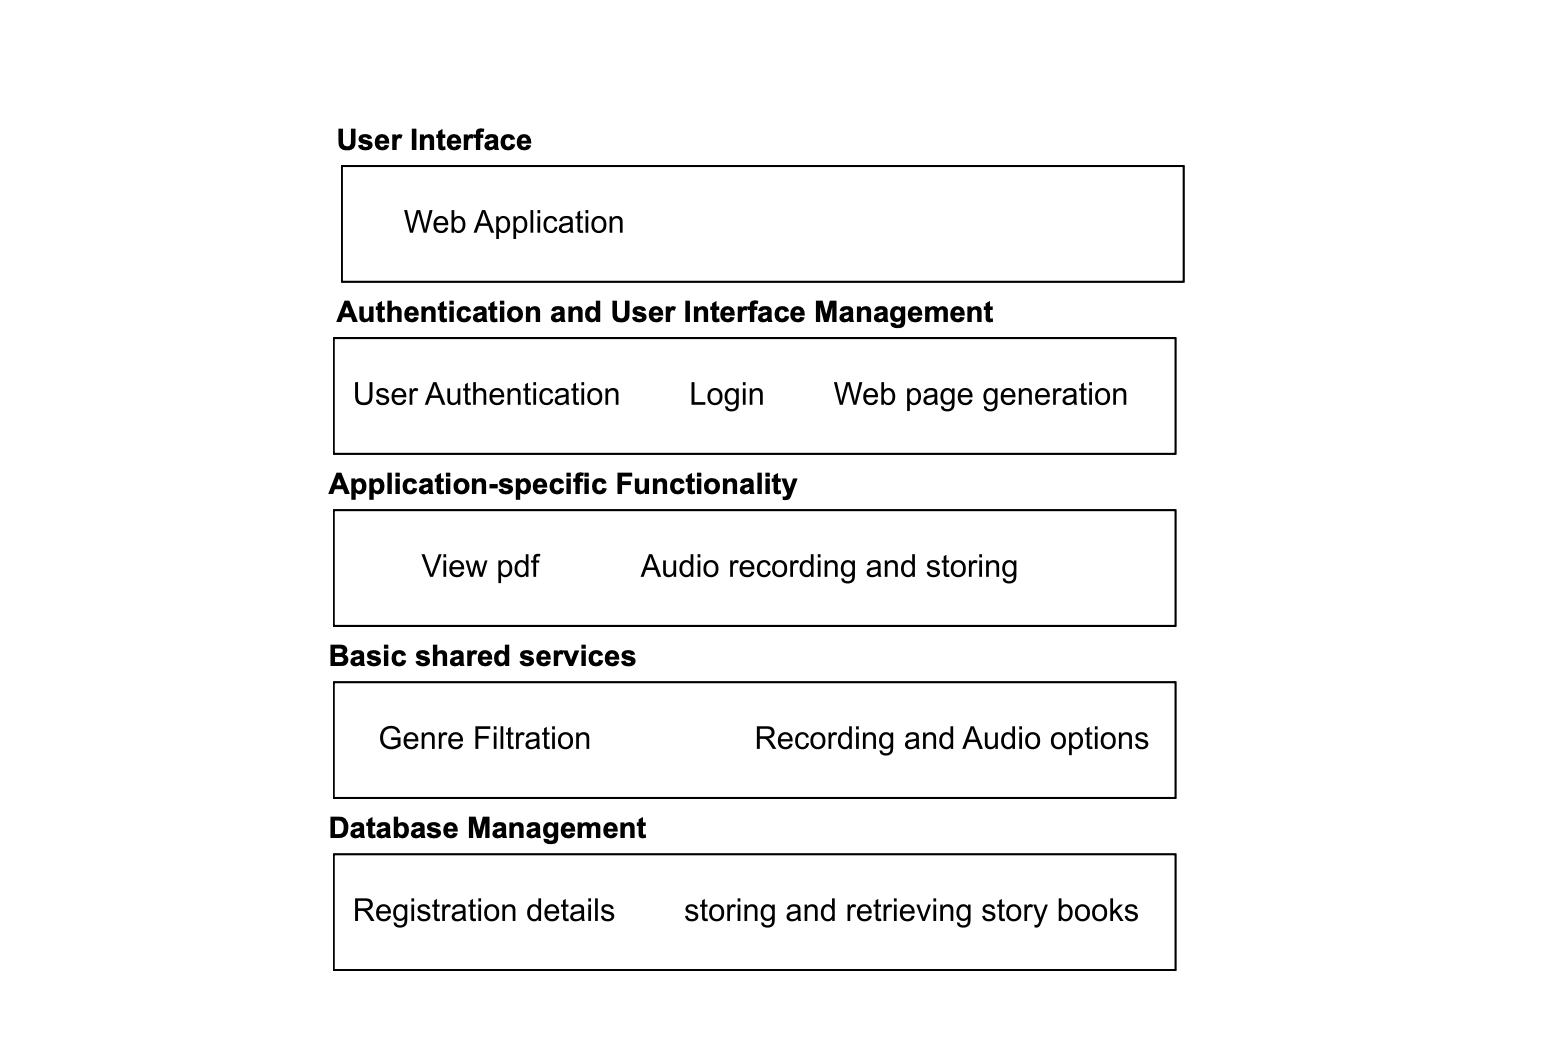 User Interface
Web Application
Authentication and User Interface Management
User Authentication Login Web page generation
Application-specific Functionality
View pdf Audio recording and storing
Basic shared services
Genre Filtration Recording and Audio options
Database Management
Registration details storing and retrieving story books